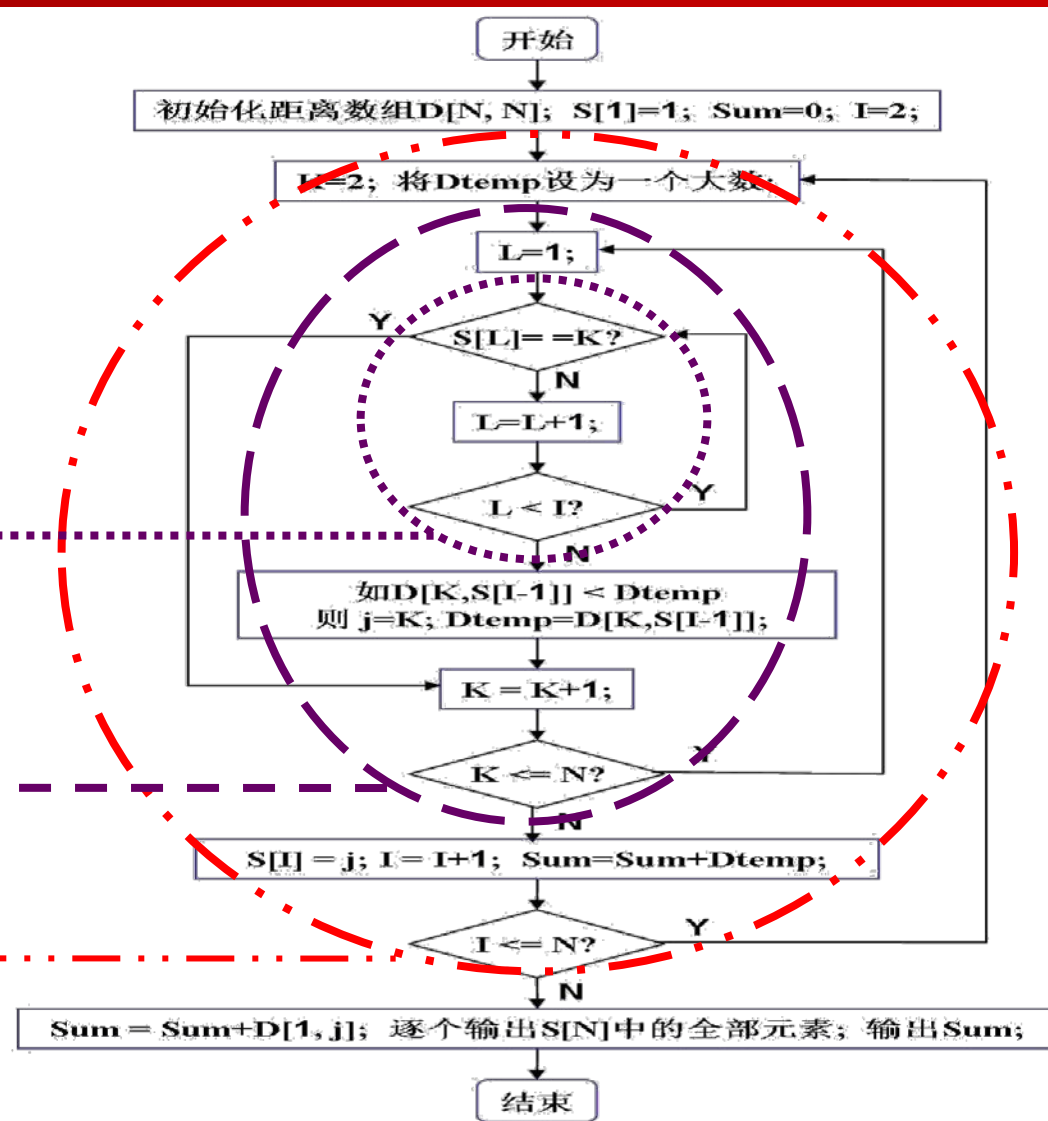 开始
初始化距离数组D[N, N]; S[1]=1; Sum=0; I=2;
K=2; 将Dtemp设为一个大数;
L=1;
Y
S[L]= =K?
N
L=L+1;
Y
L < I?
N
如D[K,S[I-1]] < Dtemp
则 j=K; Dtemp=D[K,S[I-1]];
K = K+1;
Y
K <= N?
N
S[I] = j; I = I+1; Sum=Sum+Dtemp;
Y
I <= N?
N
Sum = Sum+D[1, j]; 逐个输出S[N]中的全部元素; 输出Sum;
结束